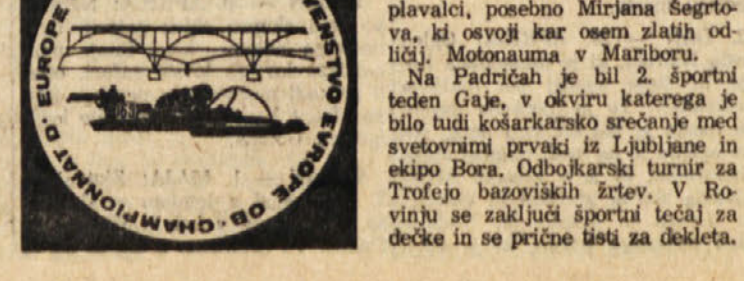 CHAMPIONNAT D'EUROPE
EVROPE OB
plavalci, posebno Mirjana Šegrto-
va, ki osvoji kar osem zlatih od-
ličij. Motonauma v Mariboru.
Na Padričah je bil 2. športni
teden Gaje, v okviru katerega je
bilo tudi košarkarsko srečanje med
svetovnimi prvaki iz Ljubljane in
ekipo Bora. Odbojkarski turnir za
Trofejo bazoviških žrtev. V Ro-
vinju se zaključi športni tečaj za
dečke in se prične tisti za dekleta.